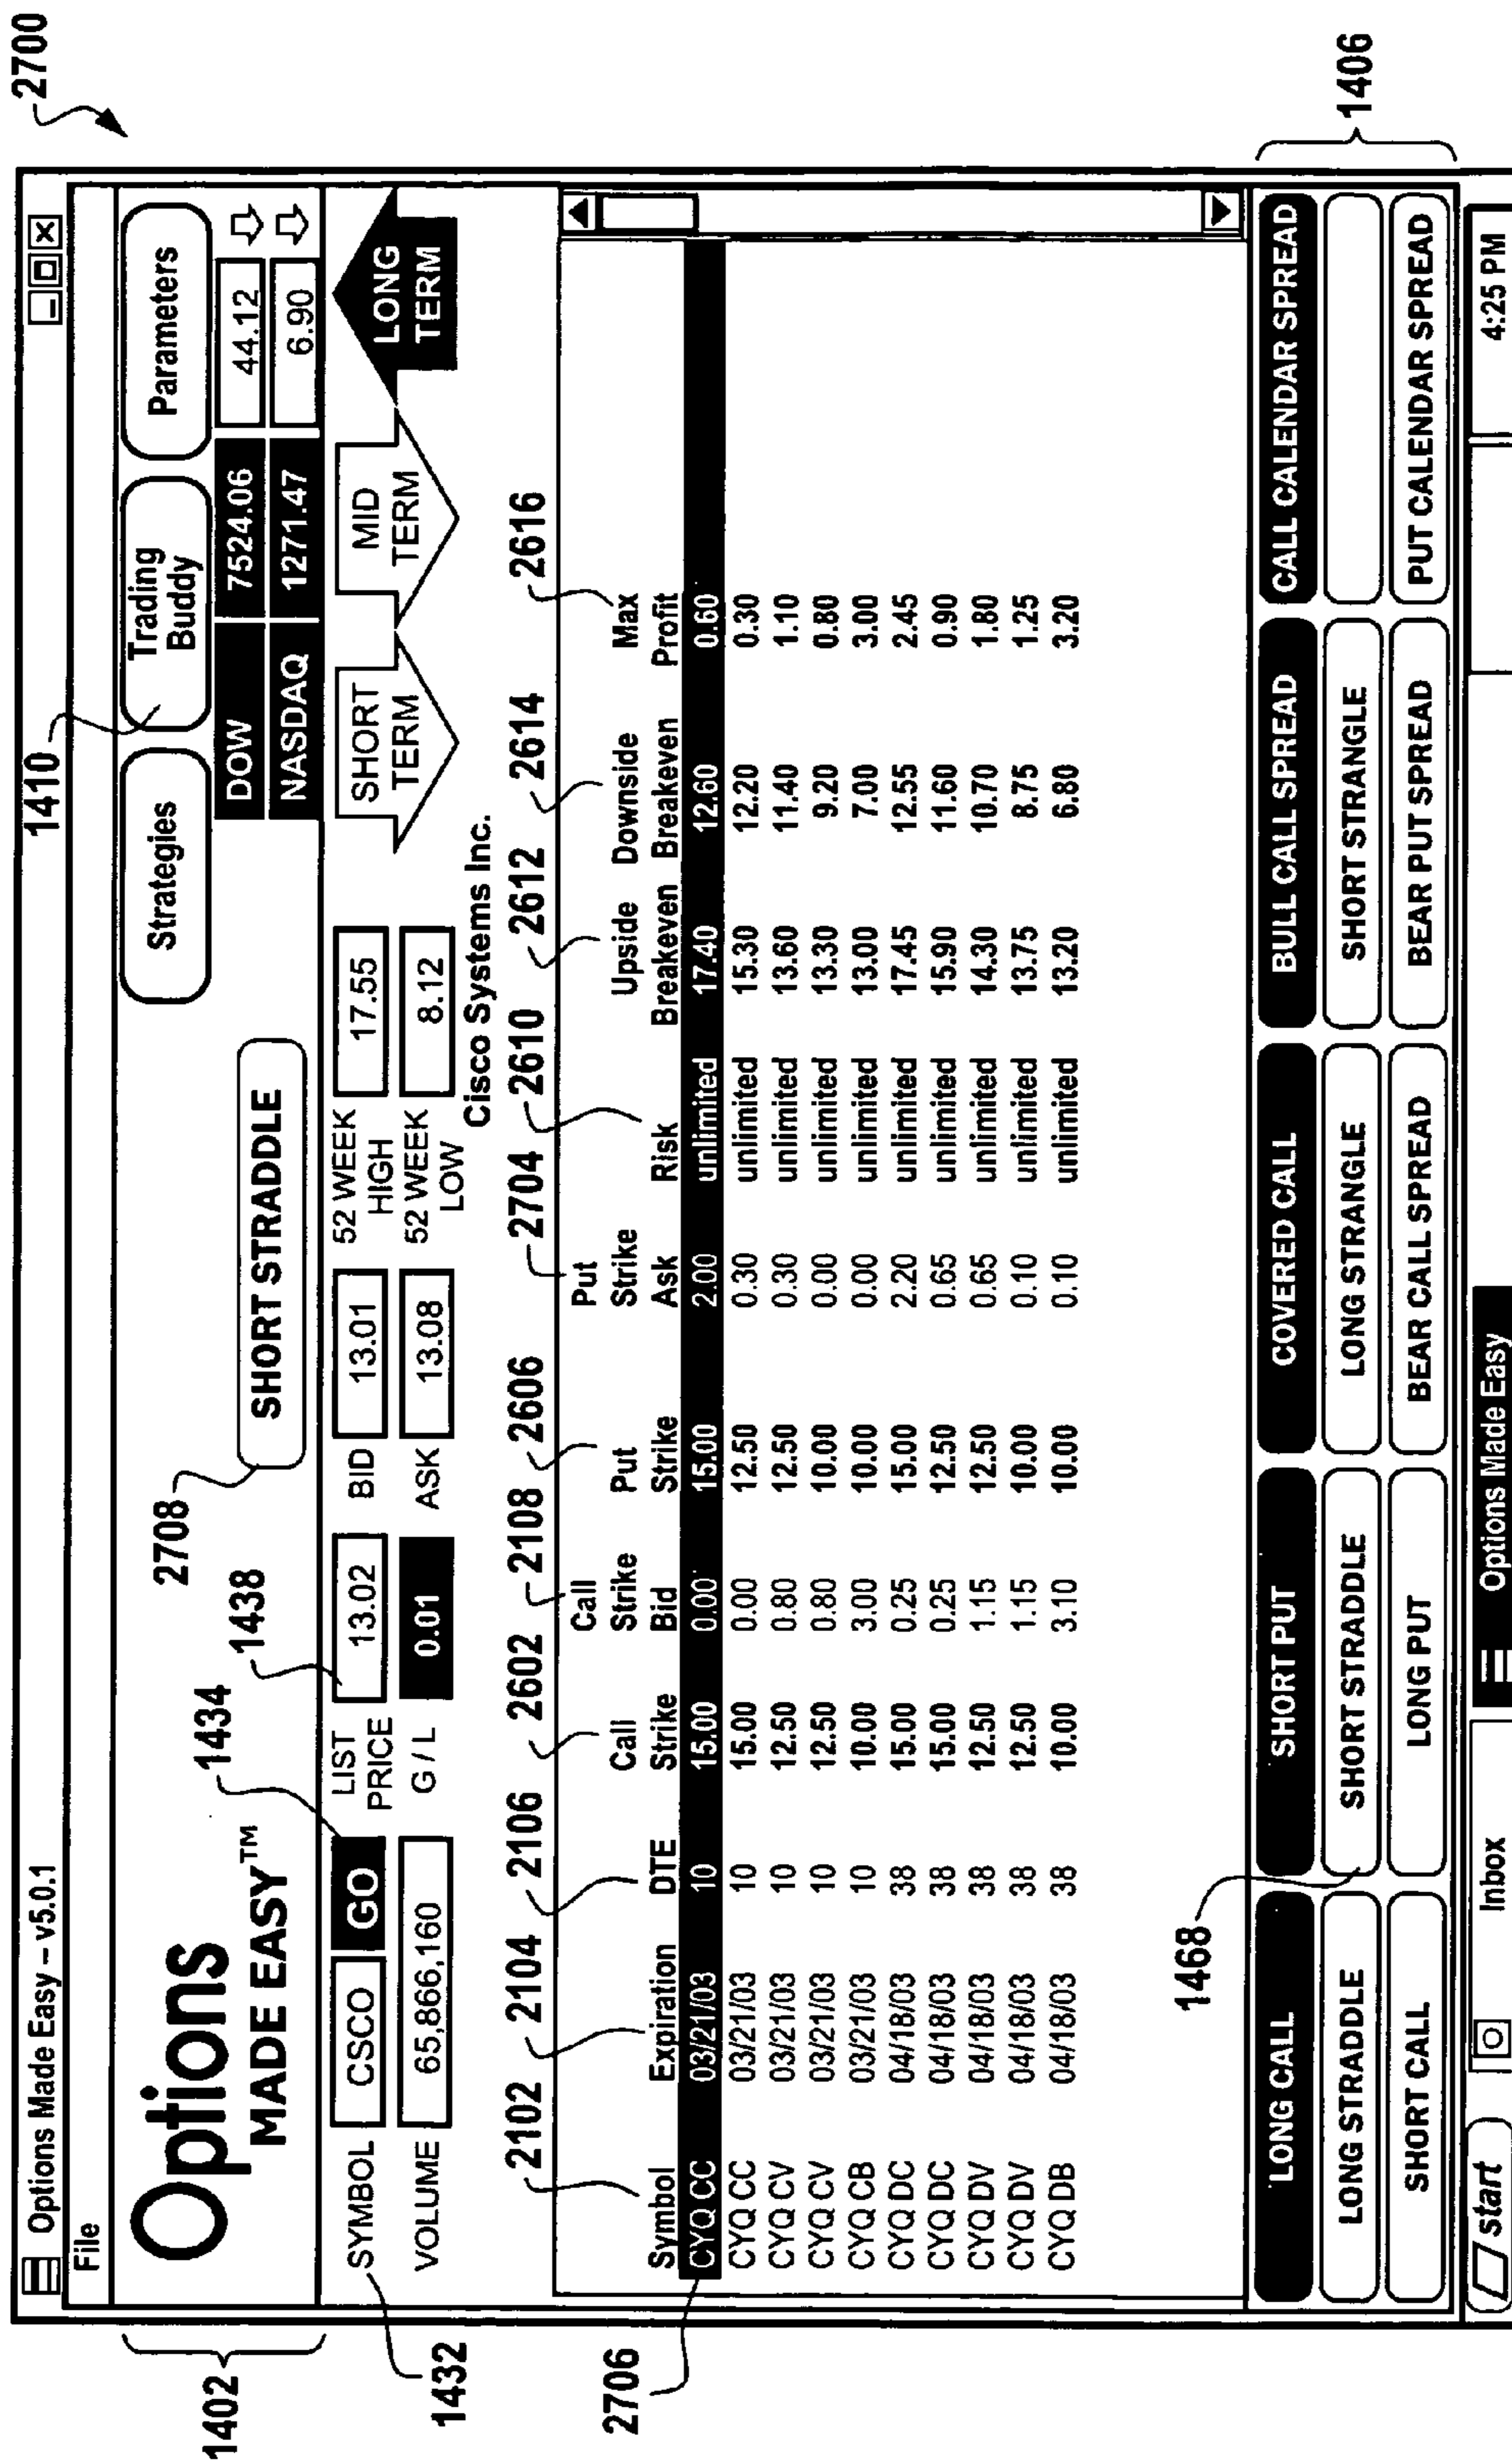 2700
1410
Options Made Easy – v5.0.1
File
1402
Options
MADE EASY™
2708
SHORT STRADDLE
Strategies
Trading
Buddy
Parameters
DOW 7524.06 44.12
NASDAQ 1271.47 6.90
1432
1434
1438
SYMBOL CSCO GO
LIST
PRICE 13.02
BID 13.01
52 WEEK
HIGH 17.55
VOLUME 65,866,160
G / L 0.01
ASK 13.08
52 WEEK
LOW 8.12
SHORT
TERM
MID
TERM
LONG
TERM
Cisco Systems Inc.
2102 2104 2106 2602 2108 2606 2704 2610 2612 2614 2616
Symbol Expiration DTE Call Strike Call Strike Bid Put Strike Put Strike Ask Risk Upside Breakeven Downside Breakeven Max Profit
2706
CYQ CC 03/21/03 10 15.00 0.00 15.00 2.00 unlimited 17.40 12.60 0.60
CYQ CC 03/21/03 10 15.00 0.00 12.50 0.30 unlimited 15.30 12.20 0.30
CYQ CV 03/21/03 10 12.50 0.80 12.50 0.30 unlimited 13.60 11.40 1.10
CYQ CV 03/21/03 10 12.50 0.80 10.00 0.00 unlimited 13.30 9.20 0.80
CYQ CB 03/21/03 10 10.00 3.00 10.00 0.00 unlimited 13.00 7.00 3.00
CYQ DC 04/18/03 38 15.00 0.25 15.00 2.20 unlimited 17.45 12.55 2.45
CYQ DC 04/18/03 38 15.00 0.25 12.50 0.65 unlimited 15.90 11.60 0.90
CYQ DV 04/18/03 38 12.50 1.15 12.50 0.65 unlimited 14.30 10.70 1.80
CYQ DV 04/18/03 38 12.50 1.15 10.00 0.10 unlimited 13.75 8.75 1.25
CYQ DB 04/18/03 38 10.00 3.10 10.00 0.10 unlimited 13.20 6.80 3.20
1468
1406
LONG CALL SHORT PUT COVERED CALL BULL CALL SPREAD CALL CALENDAR SPREAD
LONG STRADDLE SHORT STRADDLE LONG STRANGLE SHORT STRANGLE
SHORT CALL LONG PUT BEAR CALL SPREAD BEAR PUT SPREAD PUT CALENDAR SPREAD
start Inbox Options Made Easy 4:25 PM